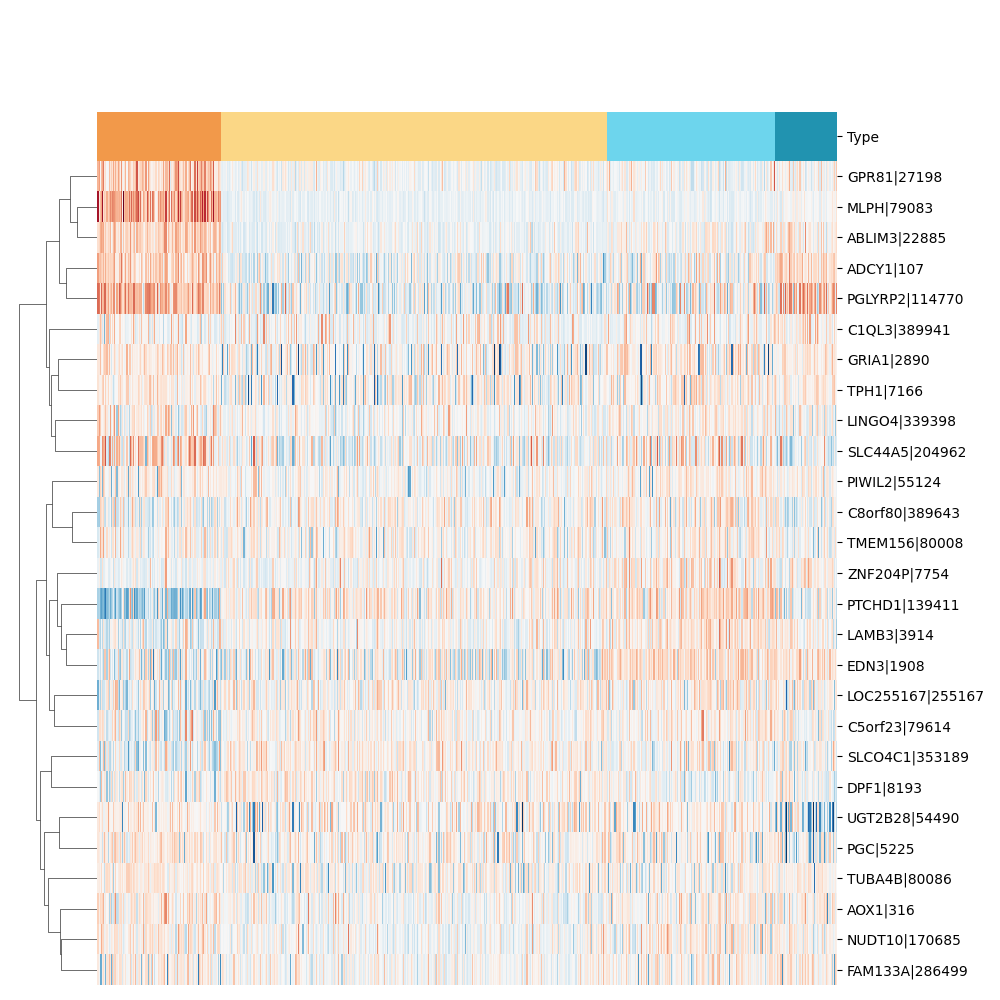 Type
GPR81|27198
MLPH|79083
ABLIM3|22885
ADCY1|107
PGLYRP2|114770
C1QL3|389941
GRIA1|2890
TPH1|7166
LINGO4|339398
SLC44A5|204962
PIWIL2|55124
C8orf80|389643
TMEM156|80008
ZNF204P|7754
PTCHD1|139411
LAMB3|3914
EDN3|1908
LOC255167|255167
C5orf23|79614
SLCO4C1|353189
DPF1|8193
UGT2B28|54490
PGC|5225
TUBA4B|80086
AOX1|316
NUDT10|170685
FAM133A|286499